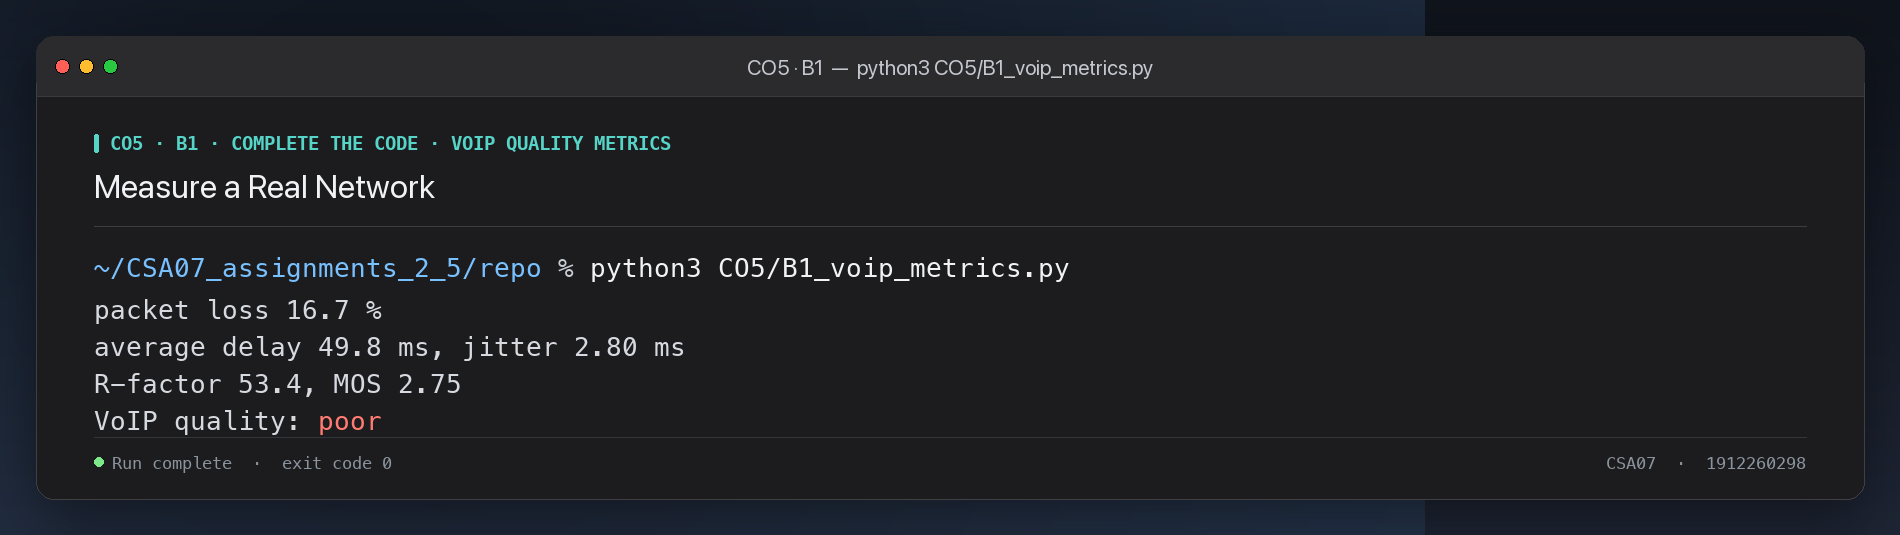 CO5 · B1 — python3 CO5/B1_voip_metrics.py
CO5 · B1 · COMPLETE THE CODE · VOIP QUALITY METRICS
Measure a Real Network
~/CSA07_assignments_2_5/repo % python3 CO5/B1_voip_metrics.py
packet loss 16.7 %
average delay 49.8 ms, jitter 2.80 ms
R−factor 53.4, MOS 2.75
VoIP quality: poor
Run complete · exit code 0
CSA07 · 1912260298